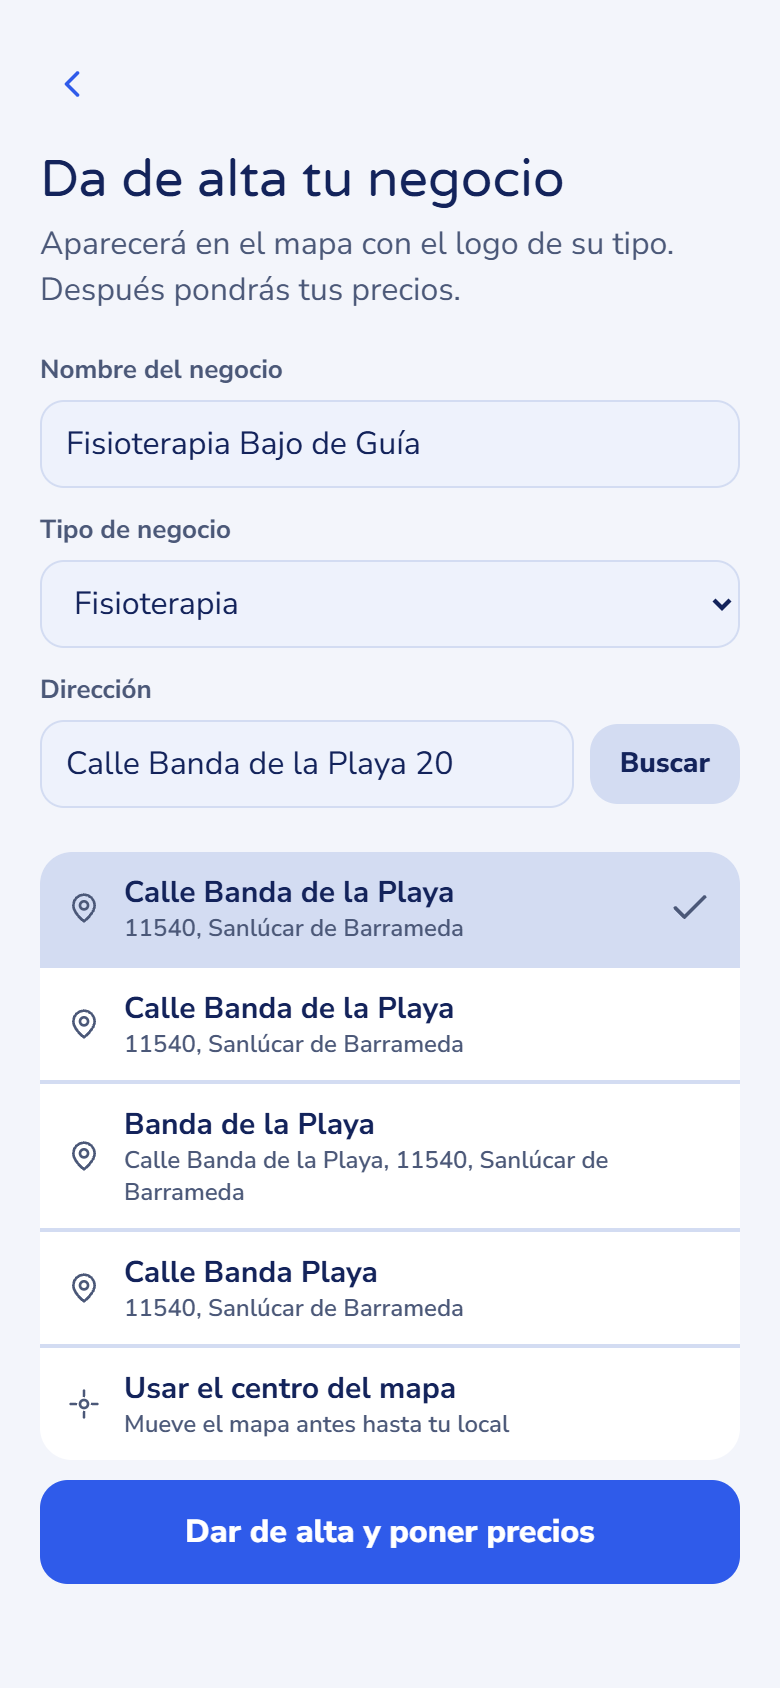 Da de alta tu negocio
Aparecerá en el mapa con el logo de su tipo.
Después pondrás tus precios.
Nombre del negocio
Fisioterapia Bajo de Guía
Tipo de negocio
Fisioterapia
Dirección
Calle Banda de la Playa 20
Buscar
Calle Banda de la Playa
11540, Sanlúcar de Barrameda
Calle Banda de la Playa
11540, Sanlúcar de Barrameda
Banda de la Playa
Calle Banda de la Playa, 11540, Sanlúcar de
Barrameda
Calle Banda Playa
11540, Sanlúcar de Barrameda
Usar el centro del mapa
Mueve el mapa antes hasta tu local
Dar de alta y poner precios